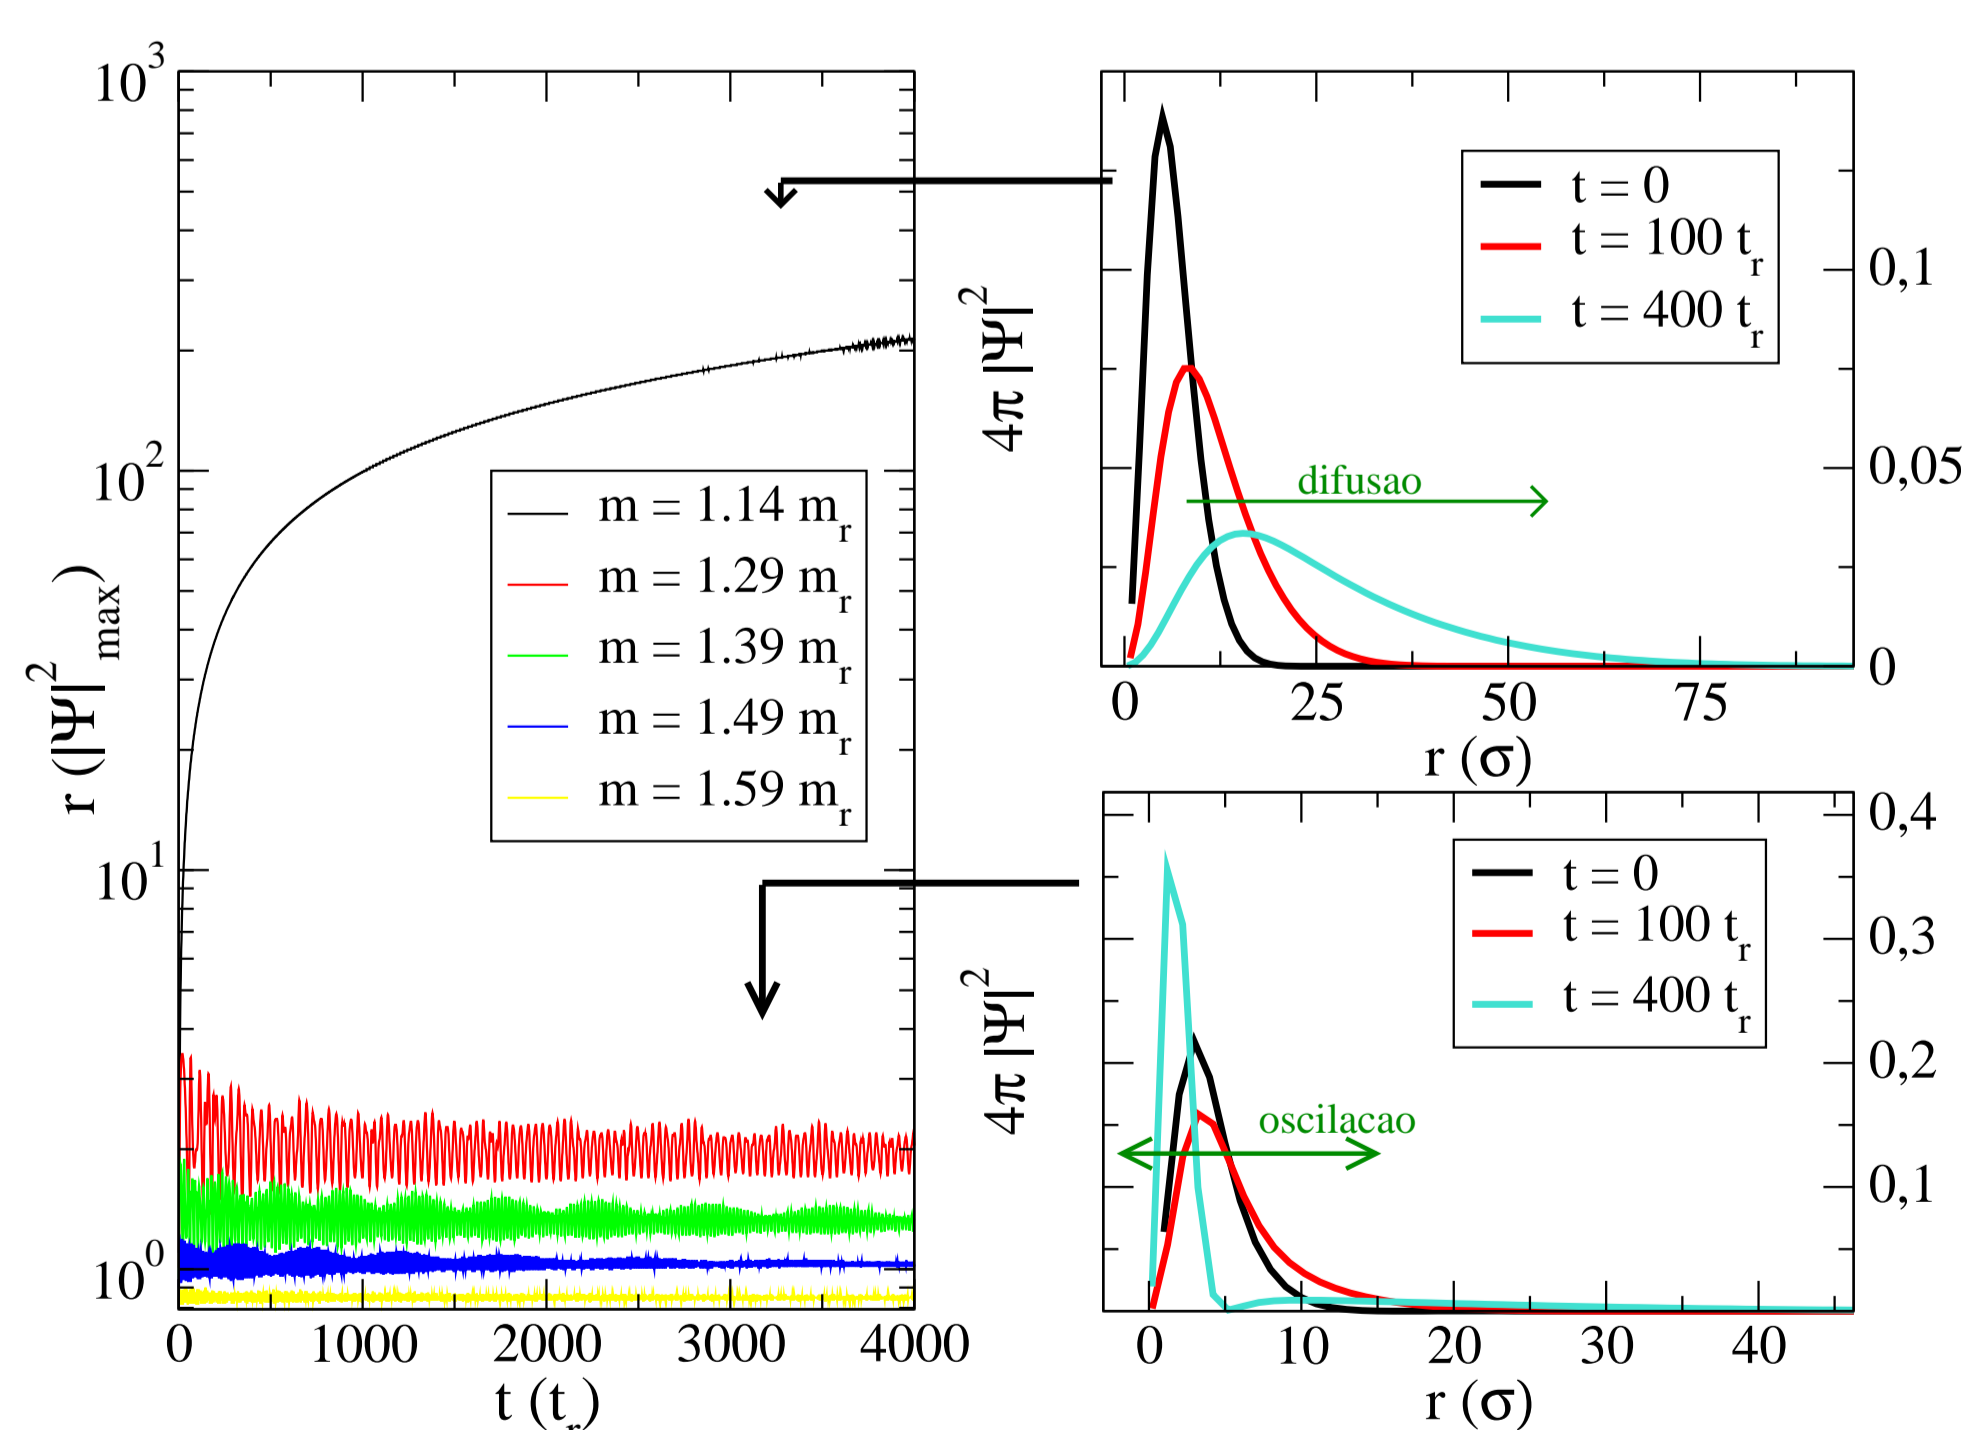 10^3
10^2
10^1
10^0
r (|Ψ|^2_max)
0 1000 2000 3000 4000
t (t_r)
m = 1.14 m_r
m = 1.29 m_r
m = 1.39 m_r
m = 1.49 m_r
m = 1.59 m_r
4π |Ψ|^2
t = 0
t = 100 t_r
t = 400 t_r
difusao
0,1
0,05
0
0 25 50 75
r (σ)
4π |Ψ|^2
t = 0
t = 100 t_r
t = 400 t_r
oscilacao
0,4
0,3
0,2
0,1
0 10 20 30 40
r (σ)